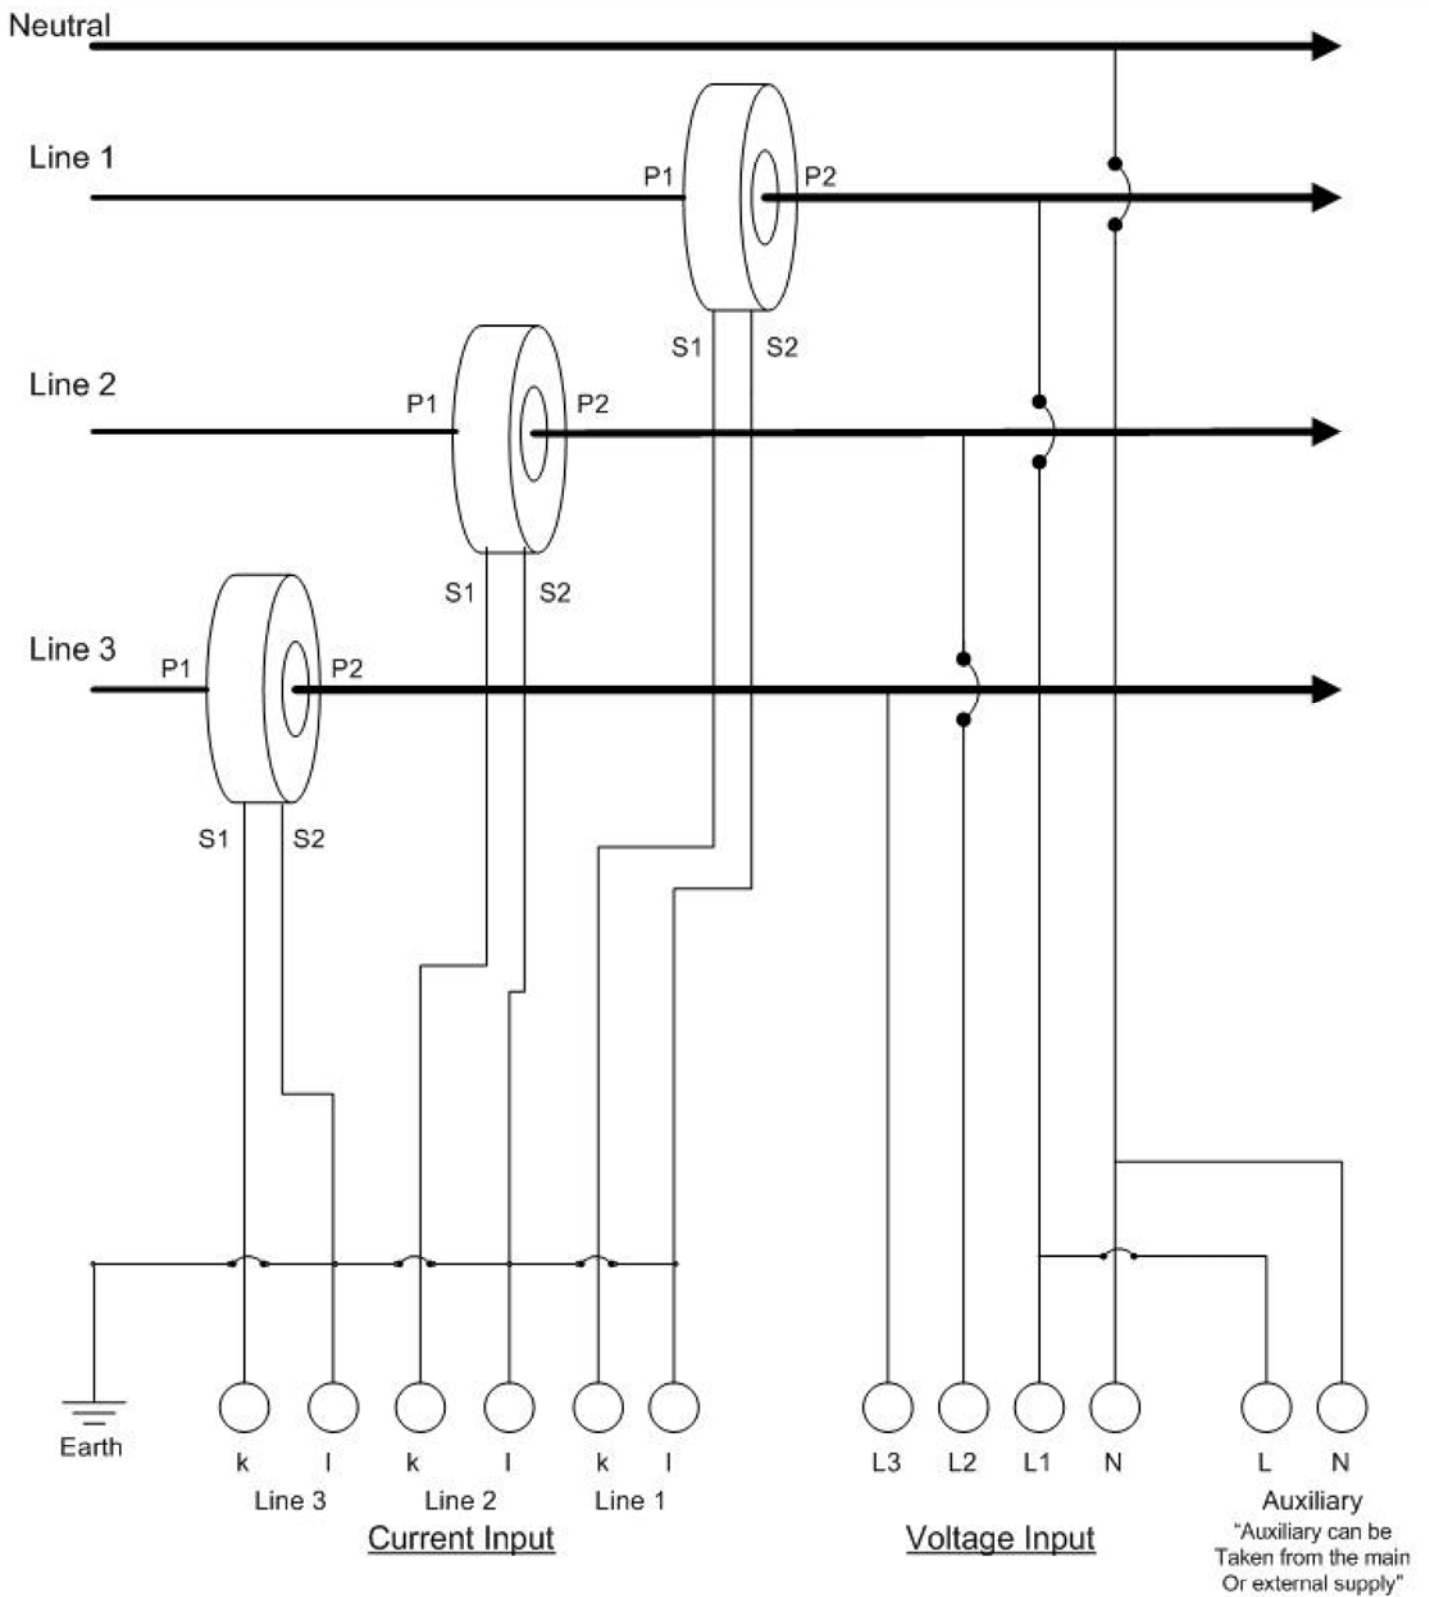 Neutral
Line 1
P1
P2
S1
S2
Line 2
P1
P2
S1
S2
Line 3
P1
P2
S1
S2
Earth
k
l
k
l
k
l
L3
L2
L1
N
L
N
Line 3
Line 2
Line 1
Auxiliary
Current Input
Voltage Input
"Auxiliary can be
Taken from the main
Or external supply"